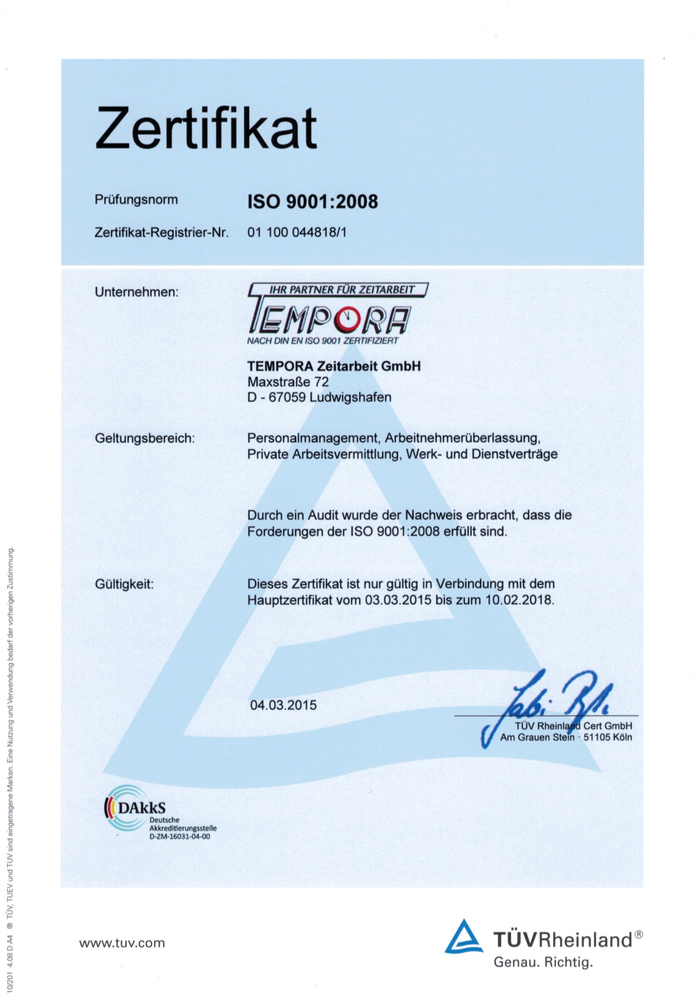 Zertifikat
Prüfungsnorm ISO 9001:2008
Zertifikat-Registrier-Nr. 01 100 044818/1
Unternehmen:
IHR PARTNER FÜR ZEITARBEIT
TEMPORA
NACH DIN EN ISO 9001 ZERTIFIZIERT
TEMPORA Zeitarbeit GmbH
Maxstraße 72
D - 67059 Ludwigshafen
Geltungsbereich: Personalmanagement, Arbeitnehmerüberlassung,
Private Arbeitsvermittlung, Werk- und Dienstverträge
Durch ein Audit wurde der Nachweis erbracht, dass die
Forderungen der ISO 9001:2008 erfüllt sind.
Gültigkeit: Dieses Zertifikat ist nur gültig in Verbindung mit dem
Hauptzertifikat vom 03.03.2015 bis zum 10.02.2018.
04.03.2015
TÜV Rheinland Cert GmbH
Am Grauen Stein · 51105 Köln
DAkkS
Deutsche
Akkreditierungsstelle
D-ZM-16031-04-00
www.tuv.com
TÜVRheinland®
Genau. Richtig.
10/201 4.08 D A4 ® TÜV, TUEV und TUV sind eingetragene Marken. Eine Nutzung und Verwendung bedarf der vorherigen Zustimmung.